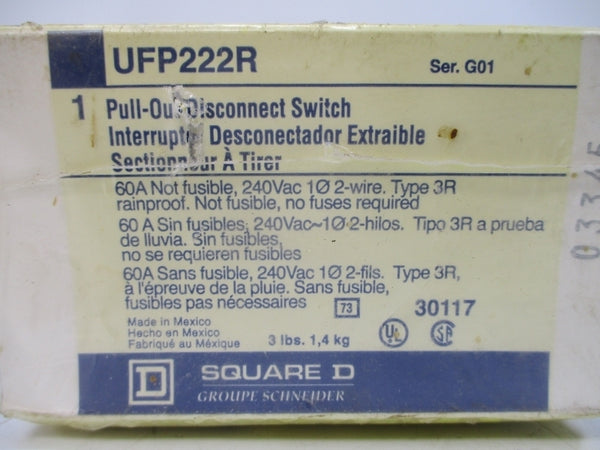 UFP222R Ser. G01
1 Pull-Out Disconnect Switch
Interruptor Desconectador Extraible
Sectionneur À Tirer
60A Not fusible, 240Vac 1Ø 2-wire. Type 3R
rainproof. Not fusible, no fuses required
60 A Sin fusibles, 240Vac~1Ø 2-hilos. Tipo 3R a prueba
de lluvia. Sin fusibles,
no se requieren fusibles
60A Sans fusible, 240Vac 1Ø 2-fils. Type 3R,
à l'épreuve de la pluie. Sans fusible,
fusibles pas nécessaires 73 30117
Made in Mexico
Hecho en Mexico
Fabriqué au Méxique 3 lbs. 1,4 kg UL SA
D SQUARE D
GROUPE SCHNEIDER